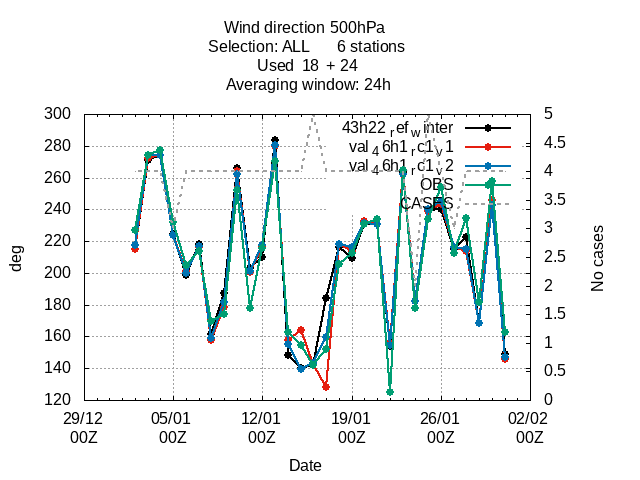 Wind direction 500hPa
Selection: ALL 6 stations
Used 18 + 24
Averaging window: 24h
300 5
280 4.5
260 4
240 3.5
220 3
200 2.5
180 2
160 1.5
140 1
120 0.5
0
deg
No cases
43h22_ref_winter
val_46h1_rc1_v1
val_46h1_rc1_v2
OBS
CASES
29/12 05/01 12/01 19/01 26/01 02/02
00Z 00Z 00Z 00Z 00Z 00Z
Date